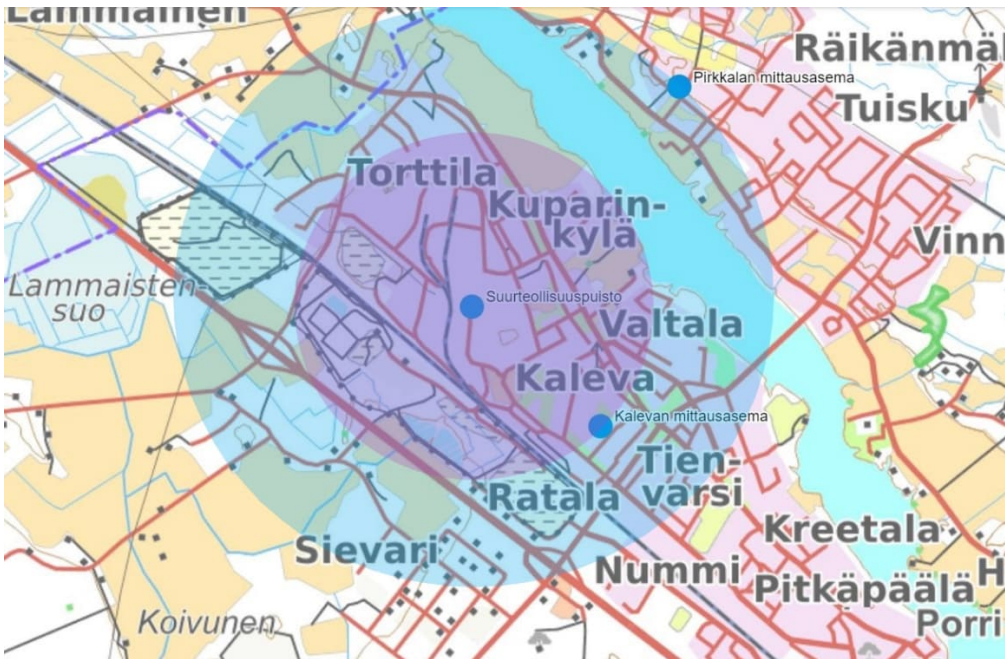 Lammainen
Räikänmäl
Pirkkalan mittausasema
Tuisku
Torttila
Kuparin-
kylä
Vinn
Lammaisten-
suo
Suurteollisuuspuisto
Valtala
Kaleva
Kalevan mittausasema
Tien-
varsi
Ratala
Kreetala
Sievari
Nummi
H
Pitkäpäälä
Koivunen
Porri